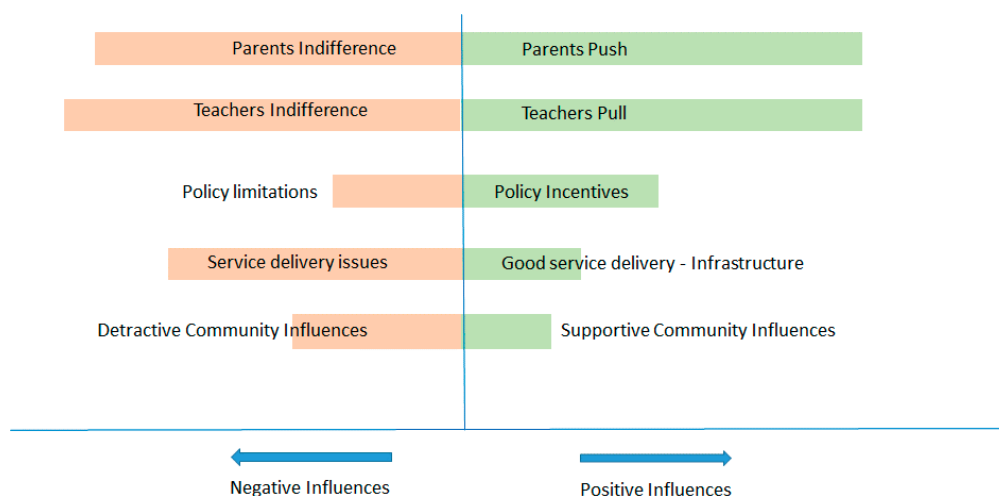 Parents Indifference
Parents Push
Teachers Indifference
Teachers Pull
Policy limitations
Policy Incentives
Service delivery issues
Good service delivery - Infrastructure
Detractive Community Influences
Supportive Community Influences
Negative Influences
Positive Influences